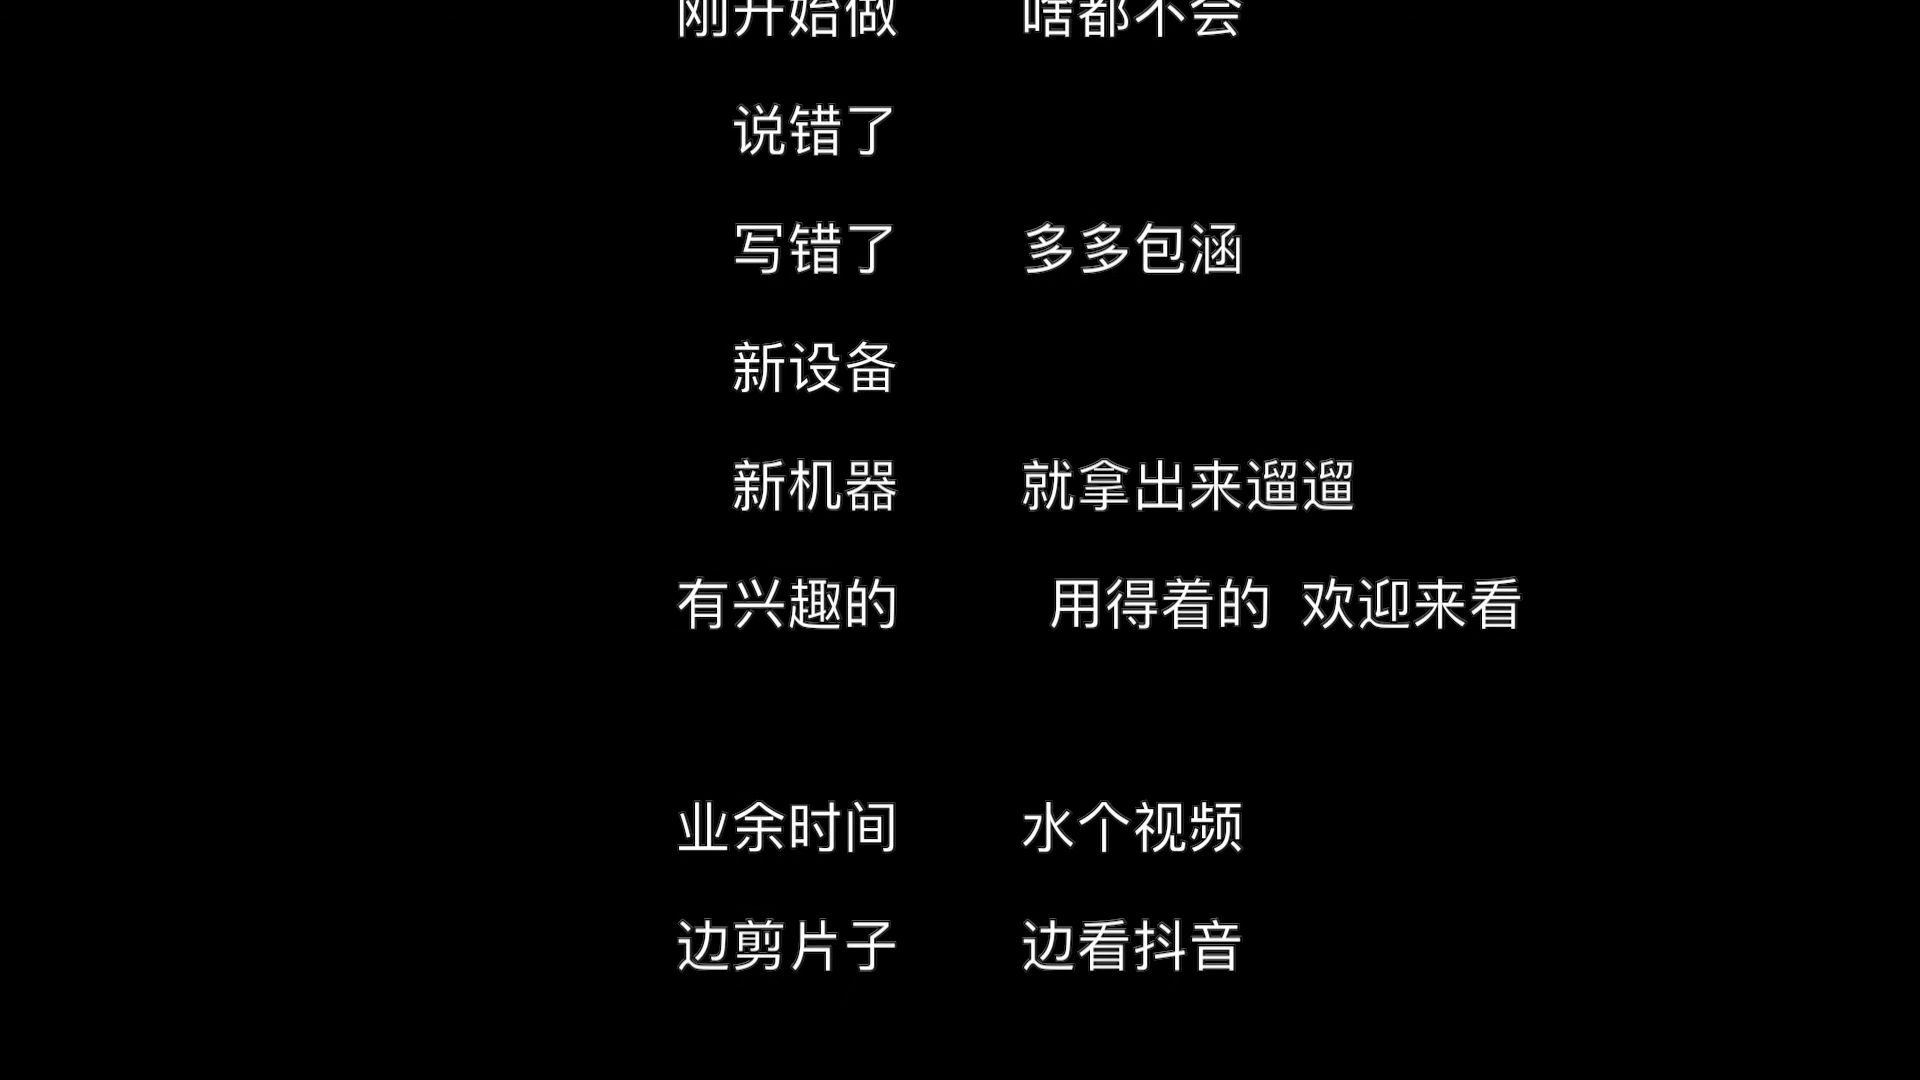 刚开始做 啥都不会
说错了
写错了 多多包涵
新设备
新机器 就拿出来遛遛
有兴趣的 用得着的 欢迎来看
业余时间 水个视频
边剪片子 边看抖音